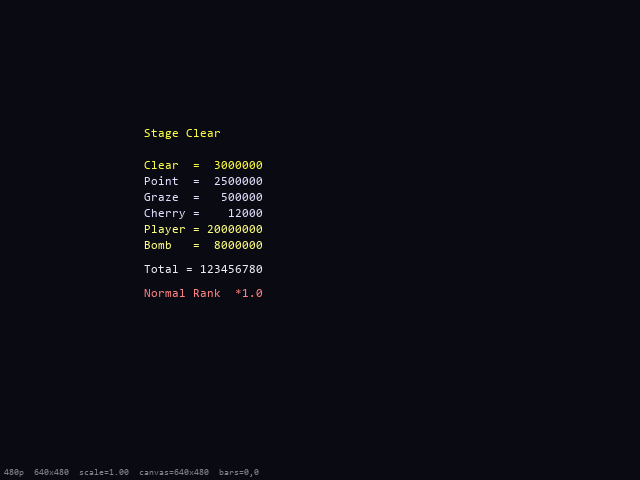 Stage Clear
Clear  =  3000000
Point  =  2500000
Graze  =   500000
Cherry =    12000
Player = 20000000
Bomb   =  8000000
Total = 123456780
Normal Rank  *1.0
480p  640x480  scale=1.00  canvas=640x480  bars=0,0